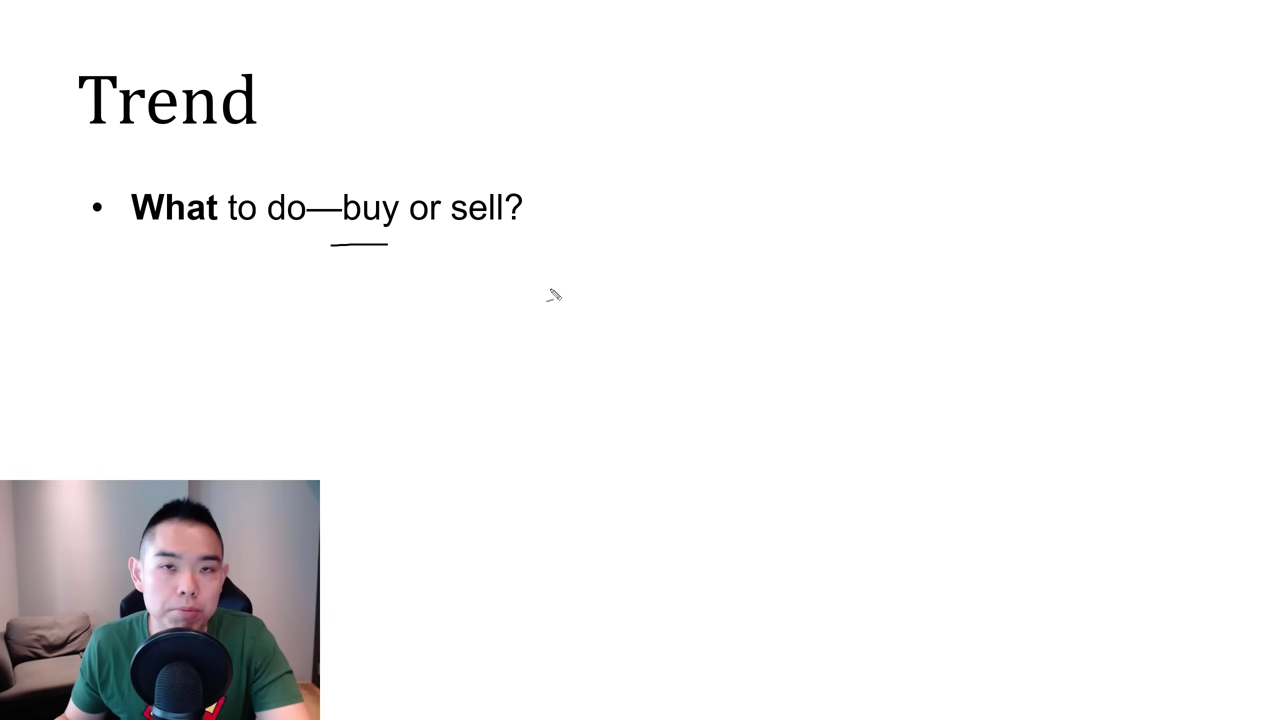 Trend
• What to do—buy or sell?